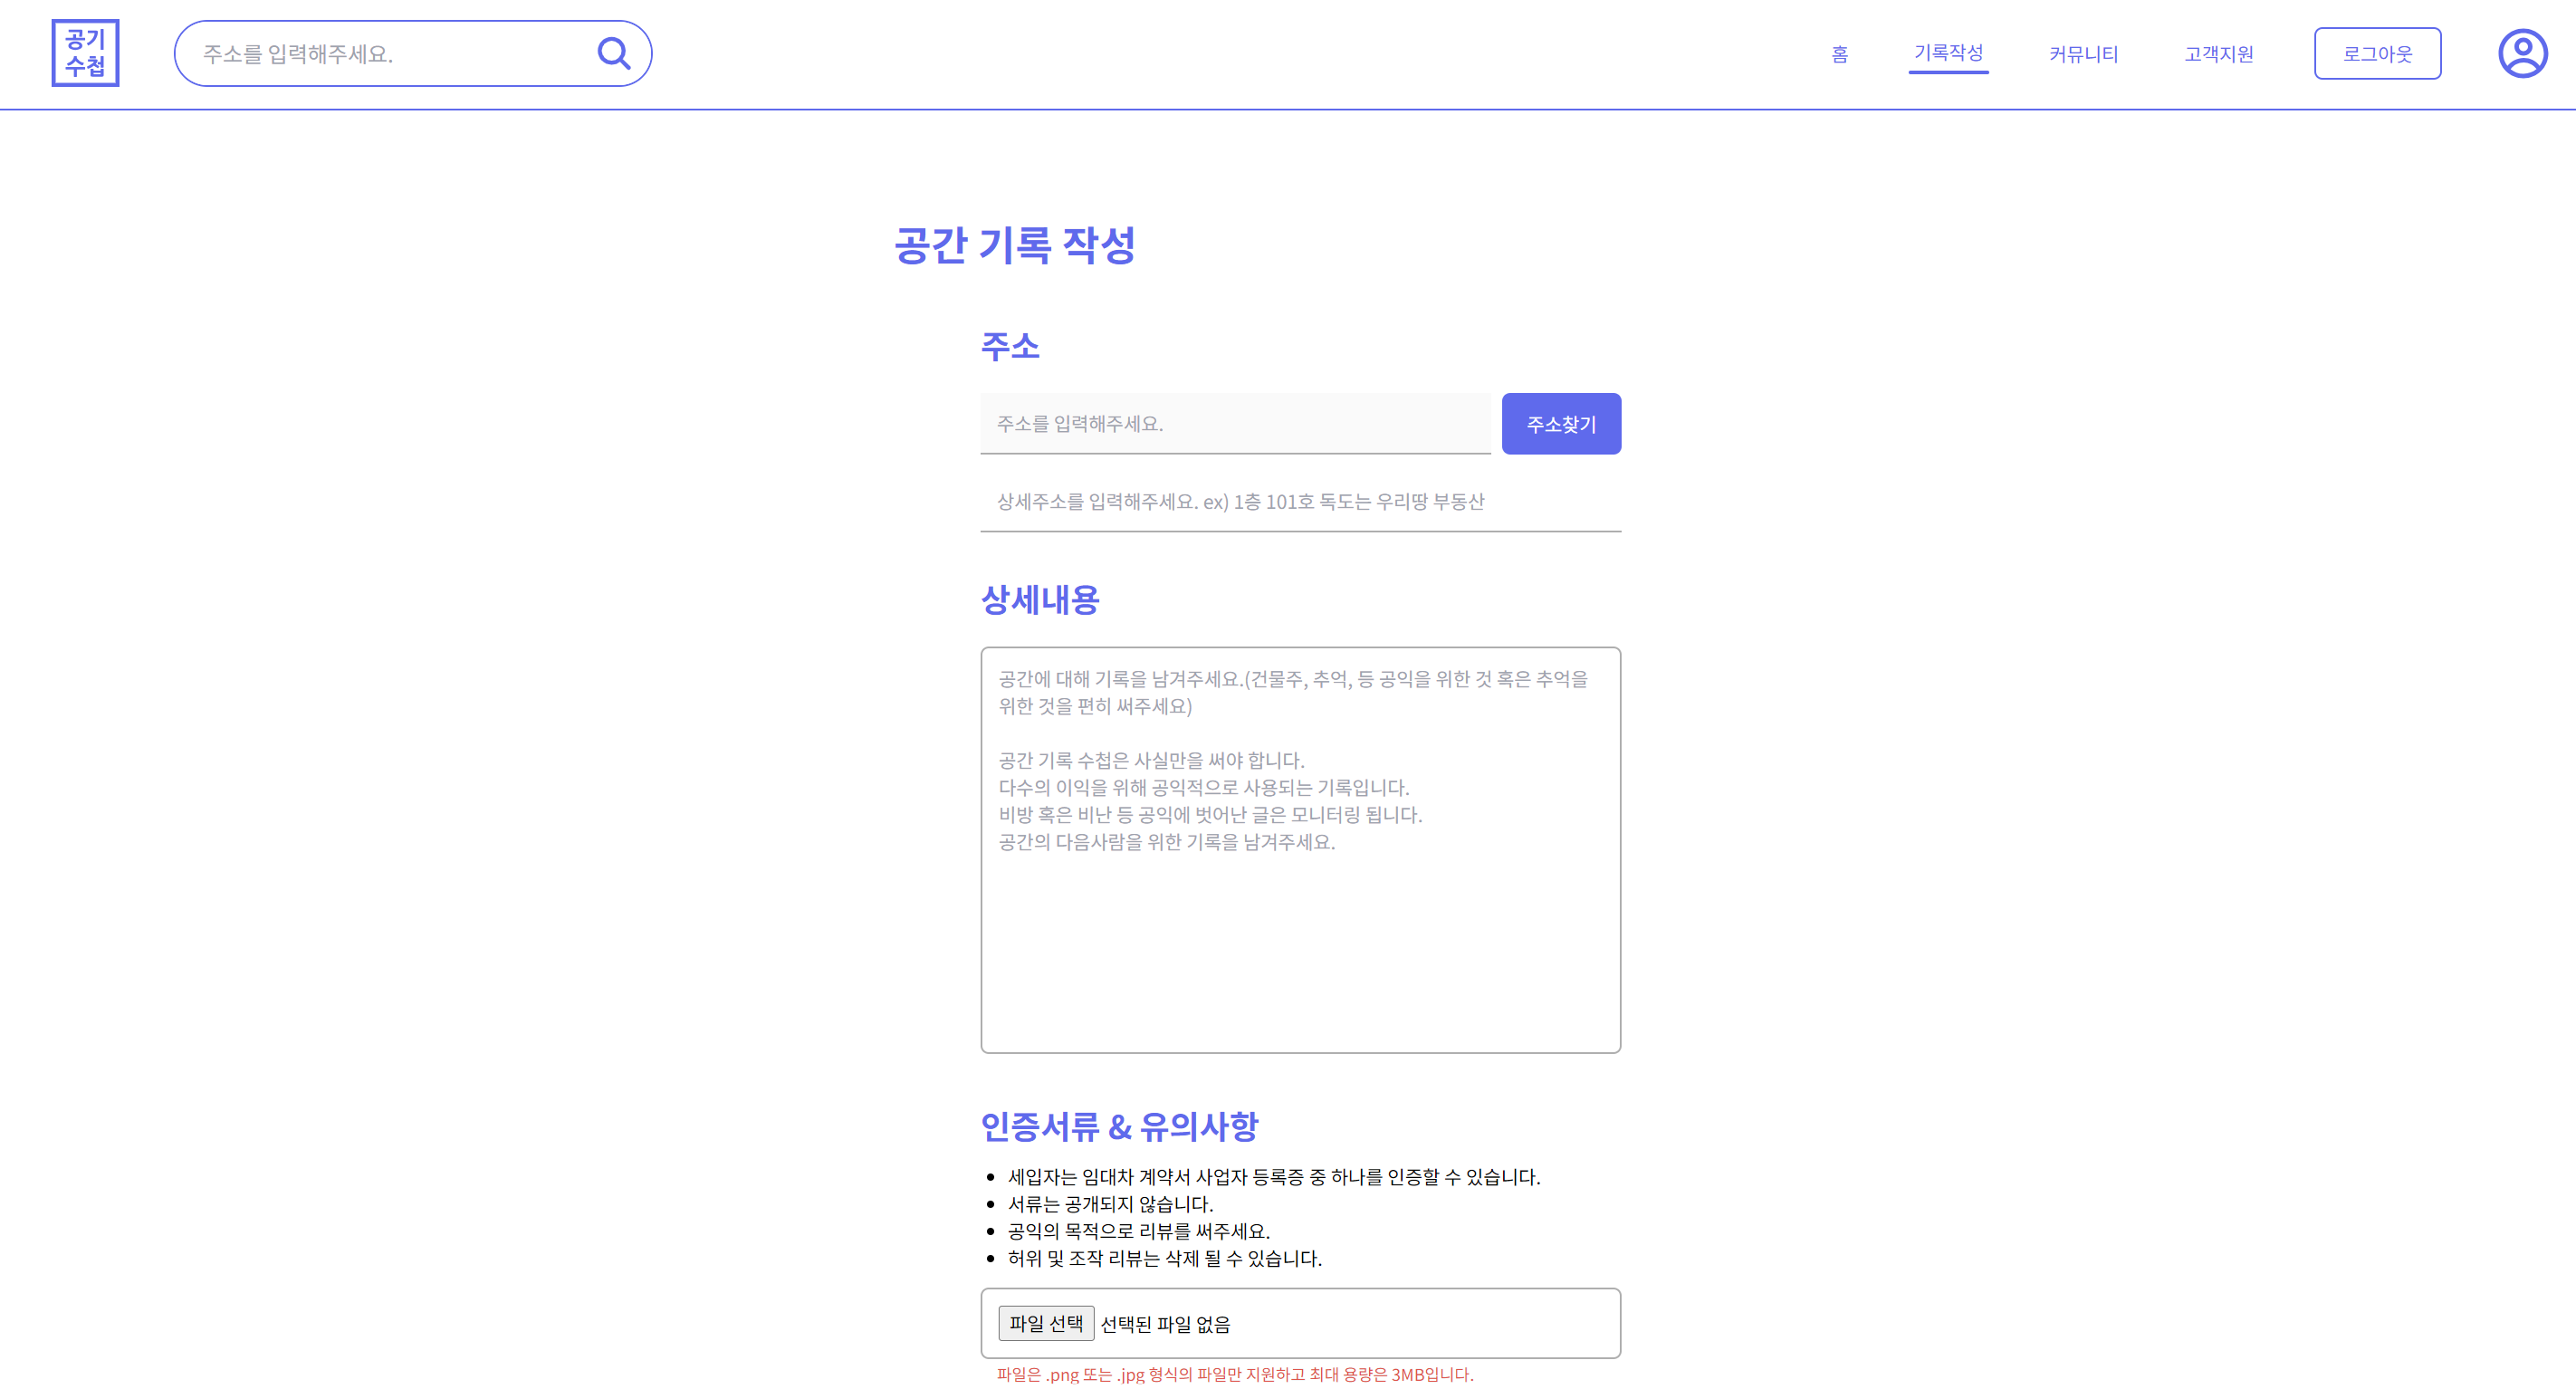 공기
수첩
주소를 입력해주세요.
홈
기록작성
커뮤니티
고객지원
로그아웃
공간 기록 작성
주소
주소를 입력해주세요.
주소찾기
상세주소를 입력해주세요. ex) 1층 101호 독도는 우리땅 부동산
상세내용
공간에 대해 기록을 남겨주세요.(건물주, 추억, 등 공익을 위한 것 혹은 추억을
위한 것을 편히 써주세요)
공간 기록 수첩은 사실만을 써야 합니다.
다수의 이익을 위해 공익적으로 사용되는 기록입니다.
비방 혹은 비난 등 공익에 벗어난 글은 모니터링 됩니다.
공간의 다음사람을 위한 기록을 남겨주세요.
인증서류 & 유의사항
세입자는 임대차 계약서 사업자 등록증 중 하나를 인증할 수 있습니다.
서류는 공개되지 않습니다.
공익의 목적으로 리뷰를 써주세요.
허위 및 조작 리뷰는 삭제 될 수 있습니다.
파일 선택 선택된 파일 없음
파일은 .png 또는 .jpg 형식의 파일만 지원하고 최대 용량은 3MB입니다.